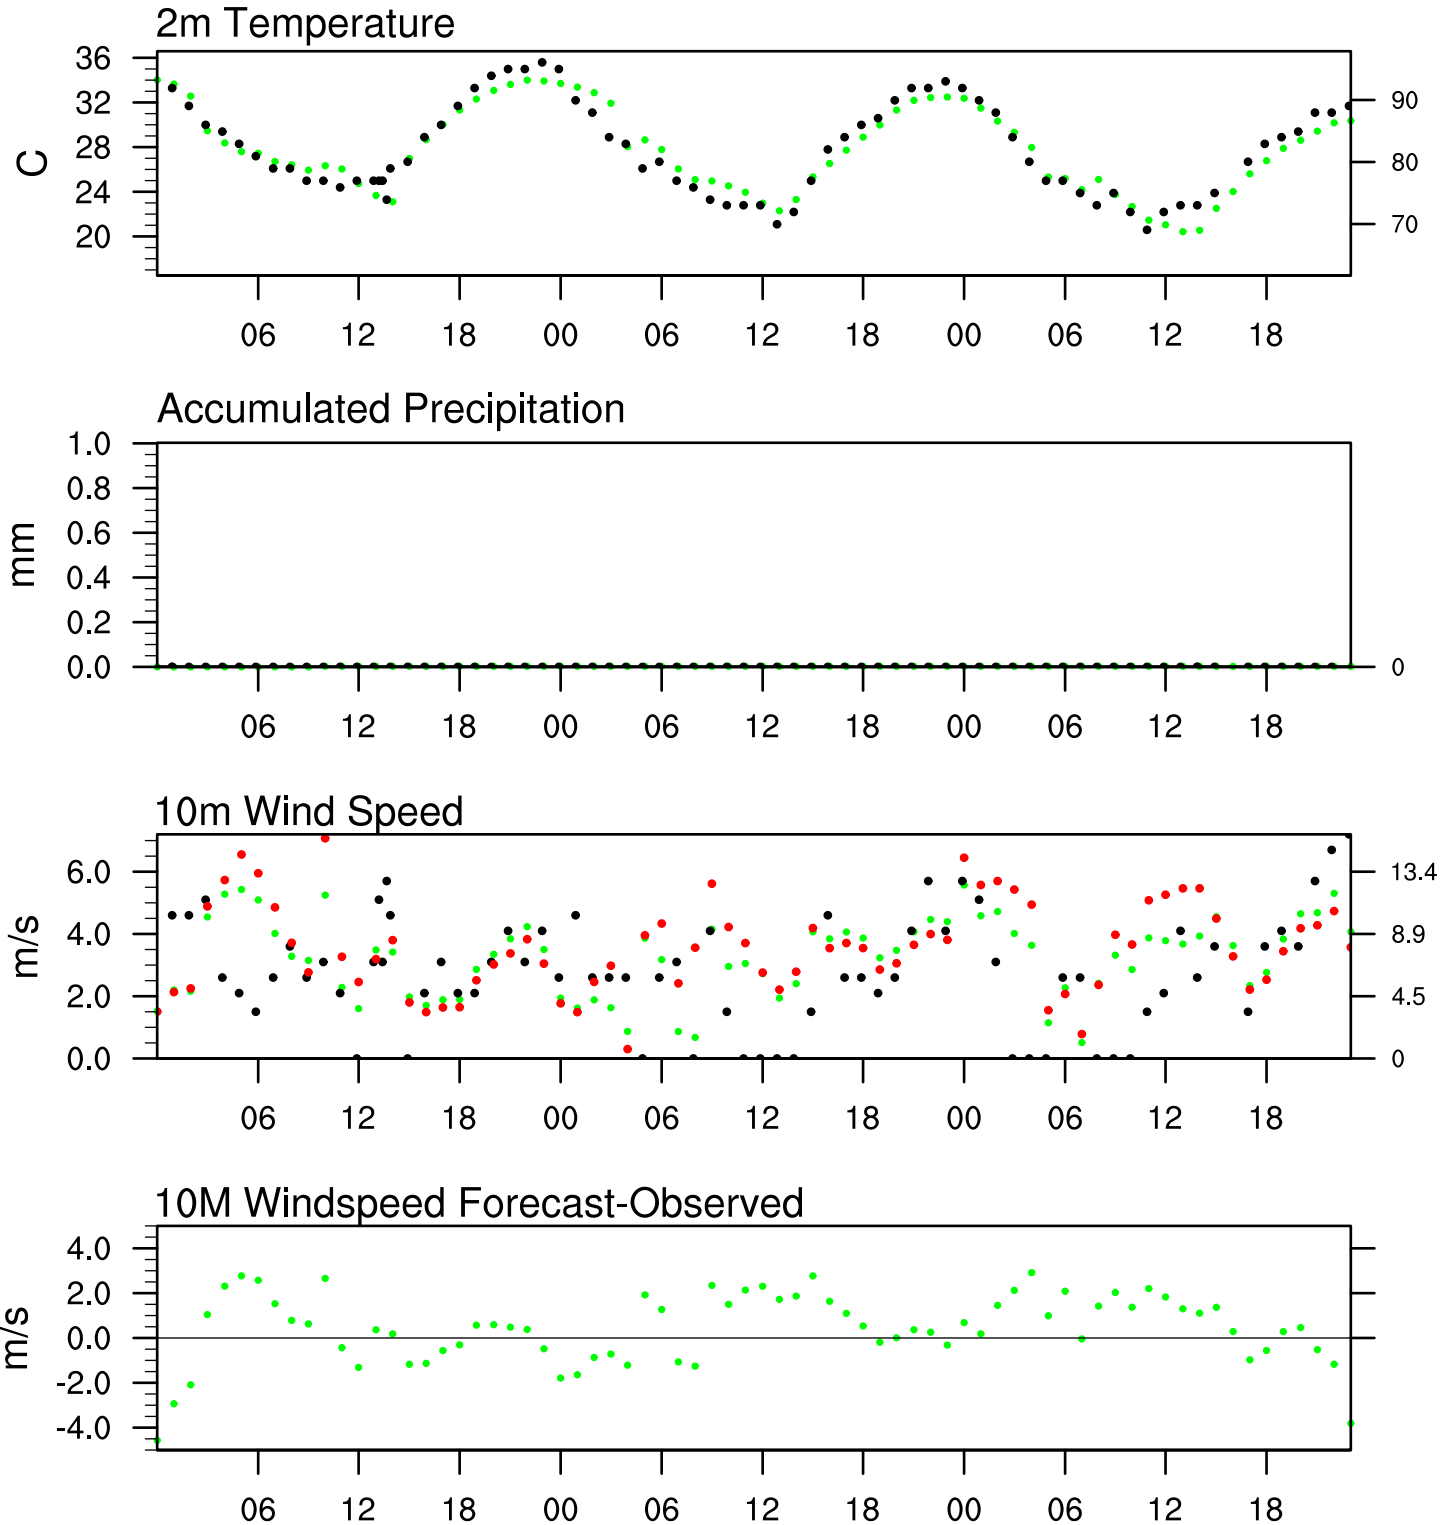 2m Temperature
36
32
28
24
20
C
90
80
70
06 12 18 00 06 12 18 00 06 12 18
Accumulated Precipitation
1.0
0.8
0.6
0.4
0.2
0.0
mm
0
06 12 18 00 06 12 18 00 06 12 18
10m Wind Speed
6.0
4.0
2.0
0.0
m/s
13.4
8.9
4.5
0
06 12 18 00 06 12 18 00 06 12 18
10M Windspeed Forecast-Observed
4.0
2.0
0.0
-2.0
-4.0
m/s
06 12 18 00 06 12 18 00 06 12 18